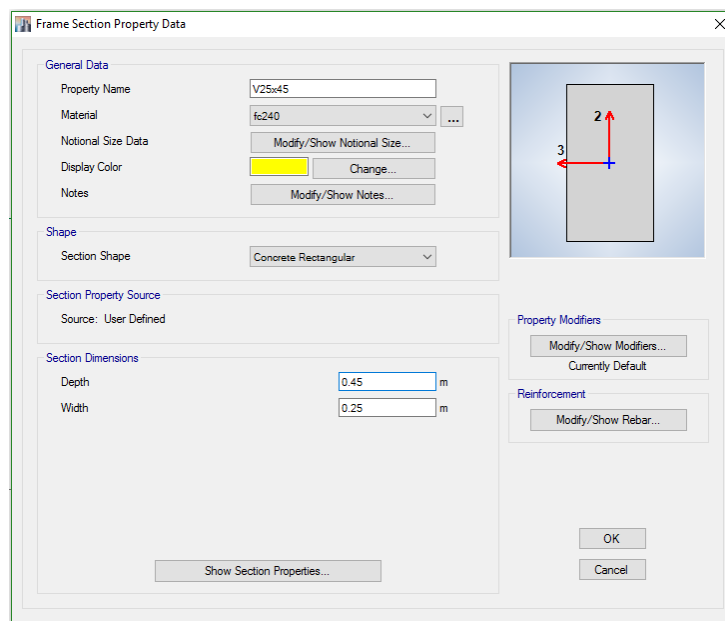 Frame Section Property Data
General Data
Property Name V25x45
Material fc240 ...
Notional Size Data Modify/Show Notional Size...
Display Color Change...
Notes Modify/Show Notes...
Shape
Section Shape Concrete Rectangular
Section Property Source
Source: User Defined
Section Dimensions
Depth 0.45 m
Width 0.25 m
Show Section Properties...
2
3
Property Modifiers
Modify/Show Modifiers...
Currently Default
Reinforcement
Modify/Show Rebar...
OK
Cancel